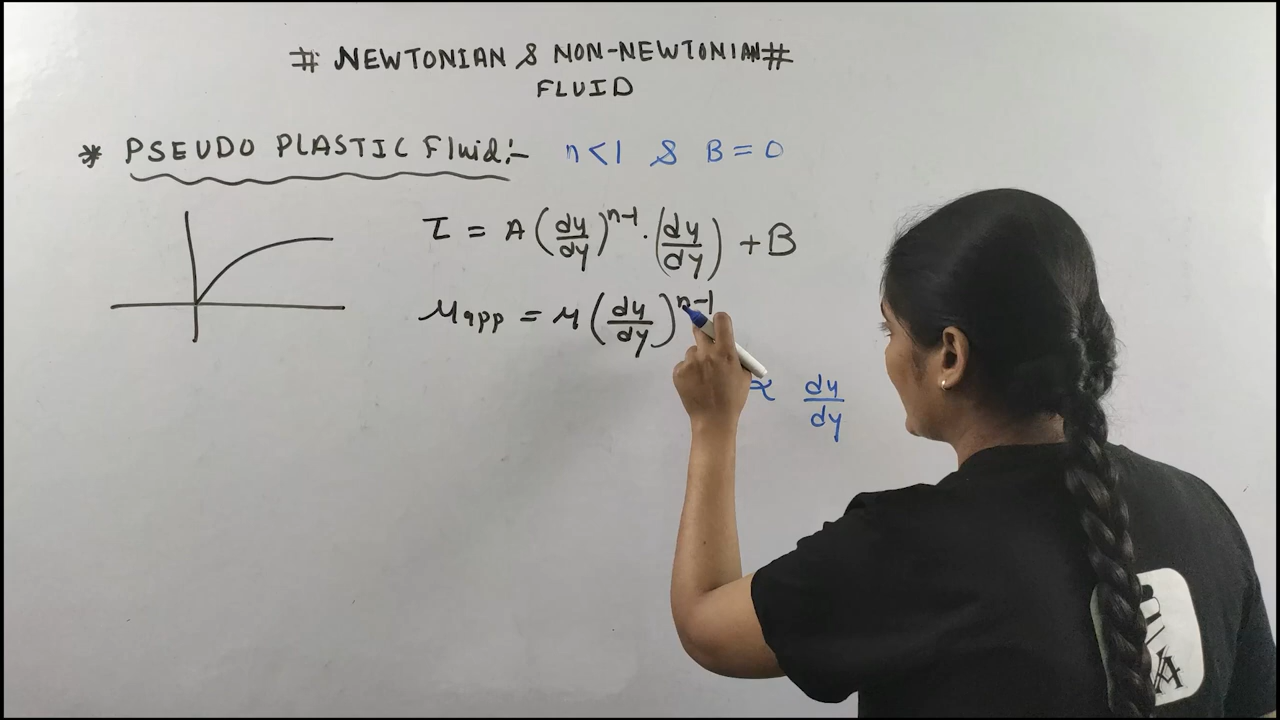 # NEWTONIAN & NON-NEWTONIAN #
FLUID
* PSEUDO PLASTIC Fluid:- n<1 & B=0
τ = A (du/dy)^n-1 . (du/dy) + B
μapp = μ (du/dy)^n-1
∝ du/dy